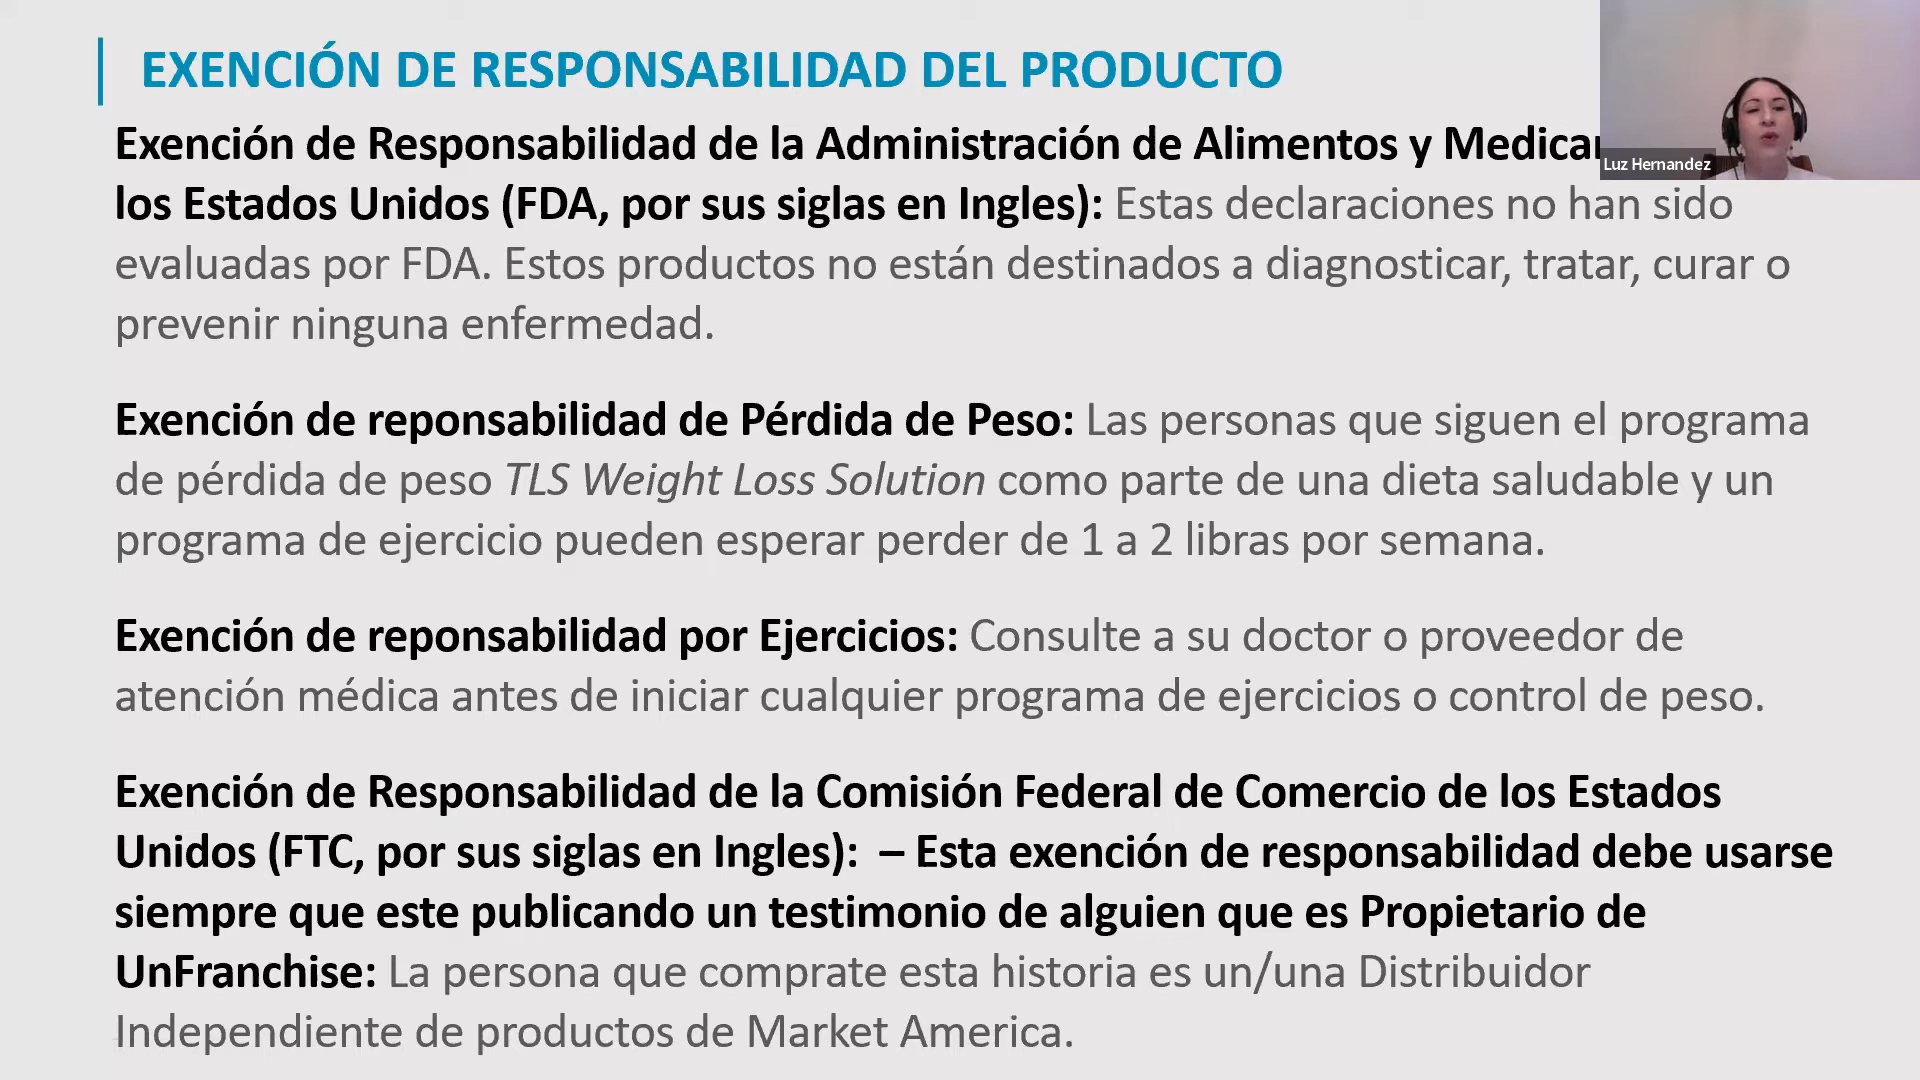 EXENCIÓN DE RESPONSABILIDAD DEL PRODUCTO
Exención de Responsabilidad de la Administración de Alimentos y
los Estados Unidos (FDA, por sus siglas en Ingles): Estas declaraciones no han sido
evaluadas por FDA. Estos productos no están destinados a diagnosticar, tratar, curar o
prevenir ninguna enfermedad.
Exención de reponsabilidad de Pérdida de Peso: Las personas que siguen el programa
de pérdida de peso TLS Weight Loss Solution como parte de una dieta saludable y un
programa de ejercicio pueden esperar perder de 1 a 2 libras por semana.
Exención de reponsabilidad por Ejercicios: Consulte a su doctor o proveedor de
atención médica antes de iniciar cualquier programa de ejercicios o control de peso.
Exención de Responsabilidad de la Comisión Federal de Comercio de los Estados
Unidos (FTC, por sus siglas en Ingles): – Esta exención de responsabilidad debe usarse
siempre que este publicando un testimonio de alguien que es Propietario de
UnFranchise: La persona que comprate esta historia es un/una Distribuidor
Independiente de productos de Market America.
Luz Hernandez